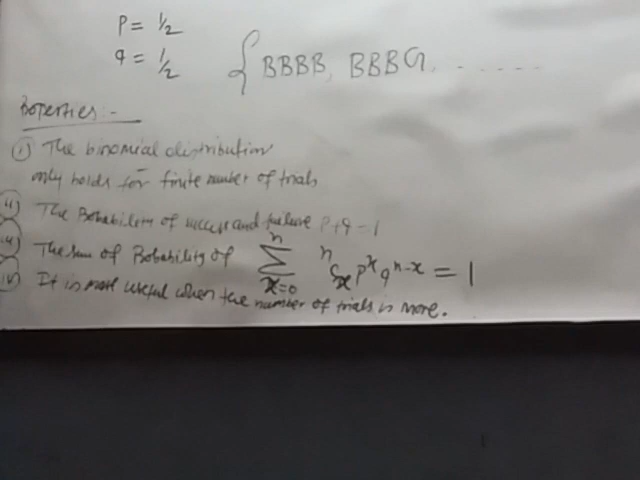 P = 1/2
q = 1/2 { BBBB, BBBG, ......
Properties :-
(i) The binomial distribution
only holds for finite number of trials
(ii) The Probability of success and failure P+q = 1
(iii) The sum of Probability of n∑x=0 nCx p^x q^n-x = 1
(iv) It is most useful when the number of trials is more.